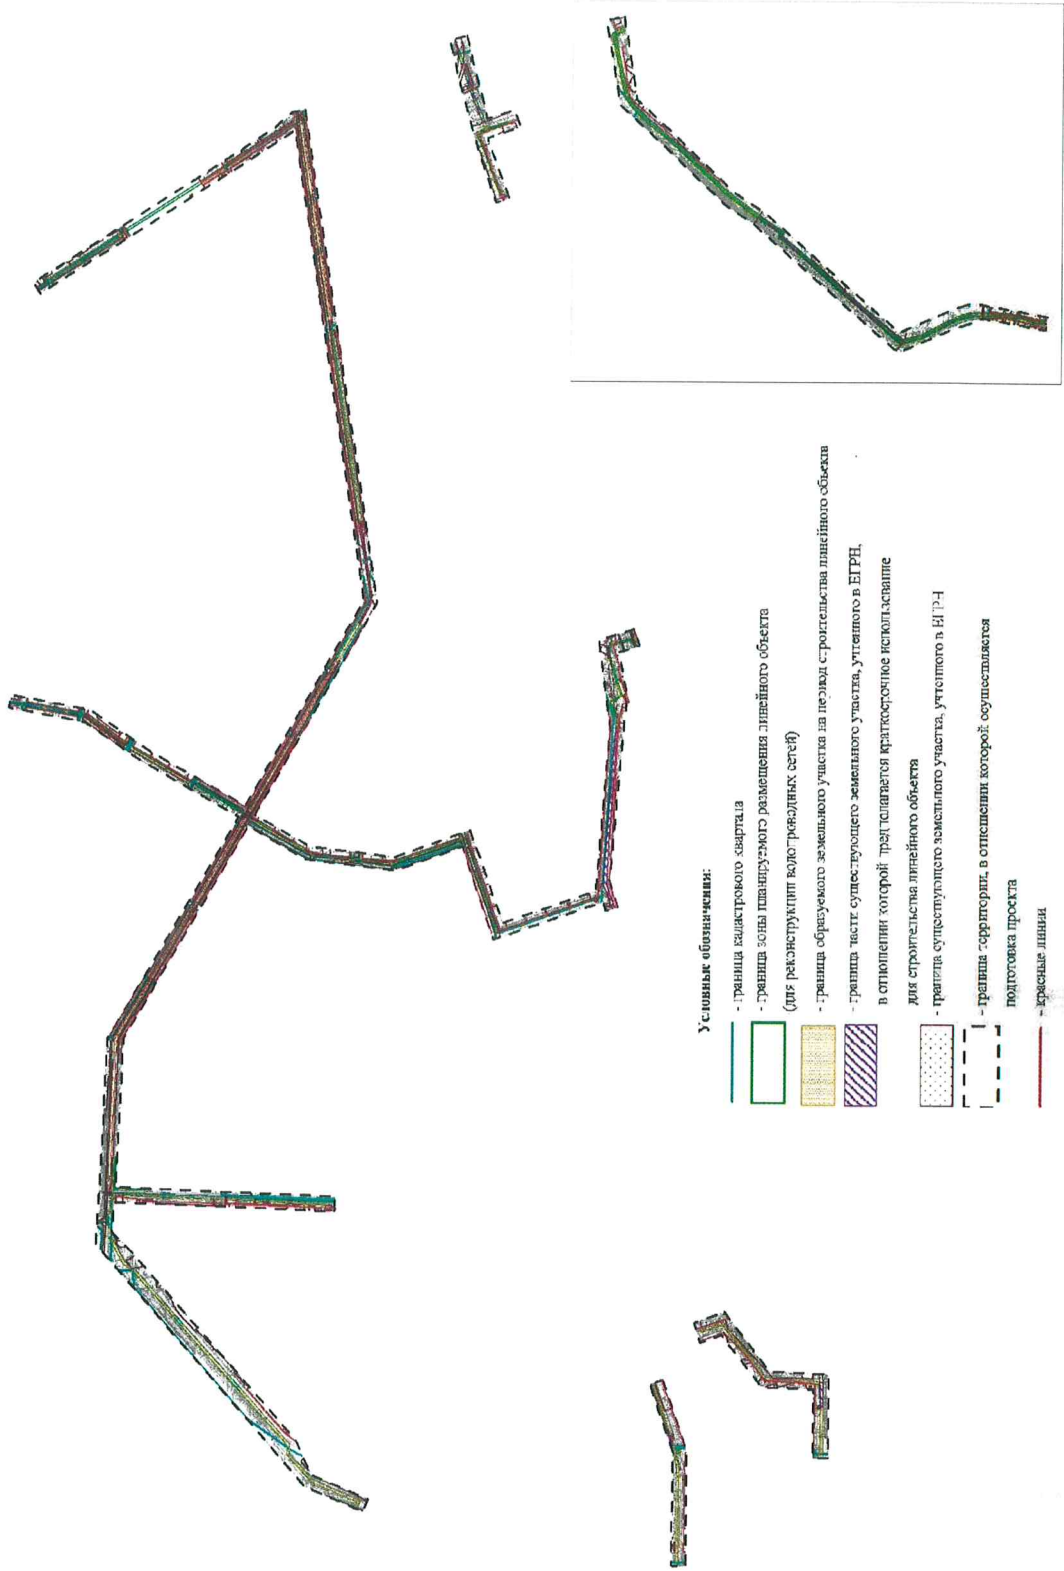 Условные обозначения:
- граница кадастрового квартала
- граница зоны планируемого размещения линейного объекта
(для реконструкции водопроводных сетей)
- граница образуемого земельного участка на период строительства линейного объекта
- граница части существующего земельного участка, учтенного в ЕГРН,
в отношении которой предполагается краткосрочное использование
для строительства линейного объекта
- граница существующего земельного участка, учтенного в ЕГРН
- граница территории, в отношении которой осуществляется
подготовка проекта
- красные линии